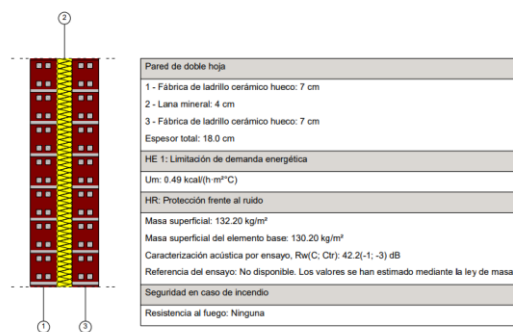 2
Pared de doble hoja
1 - Fábrica de ladrillo cerámico hueco: 7 cm
2 - Lana mineral: 4 cm
3 - Fábrica de ladrillo cerámico hueco: 7 cm
Espesor total: 18.0 cm
HE 1: Limitación de demanda energética
Um: 0.49 kcal/(h·m²°C)
HR: Protección frente al ruido
Masa superficial: 132.20 kg/m²
Masa superficial del elemento base: 130.20 kg/m²
Caracterización acústica por ensayo, Rw(C; Ctr): 42.2(-1; -3) dB
Referencia del ensayo: No disponible. Los valores se han estimado mediante la ley de masa
Seguridad en caso de incendio
Resistencia al fuego: Ninguna
1 3